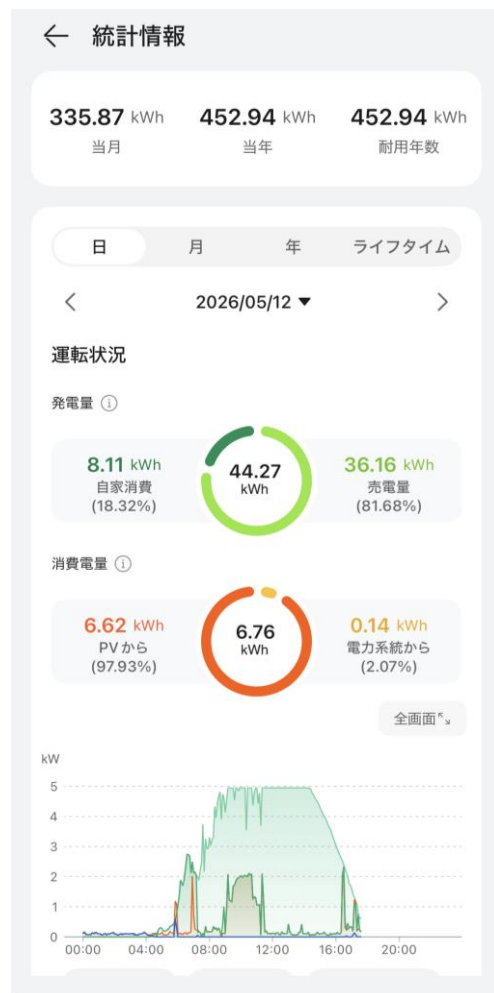 ← 統計情報
335.87 kWh 452.94 kWh 452.94 kWh
当月 当年 耐用年数
日 月 年 ライフタイム
< 2026/05/12 ▼ >
運転状況
発電量 ⓘ
8.11 kWh
自家消費
(18.32%)
44.27
kWh
36.16 kWh
売電量
(81.68%)
消費電量 ⓘ
6.62 kWh
PVから
(97.93%)
6.76
kWh
0.14 kWh
電力系統から
(2.07%)
全画面
kW
5
4
3
2
1
0
00:00 04:00 08:00 12:00 16:00 20:00